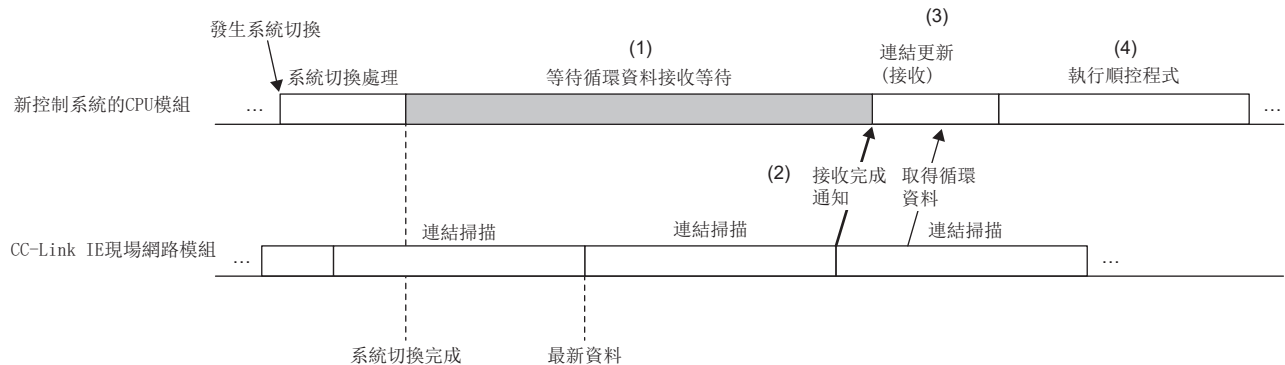 發生系統切換
系統切換處理
(1)
等待循環資料接收等待
(3)
連結更新
(接收)
(4)
執行順控程式
新控制系統的CPU模組
…
…
(2)
接收完成
通知
取得循環
資料
CC-Link IE現場網路模組
…
連結掃描
連結掃描
連結掃描
…
系統切換完成
最新資料